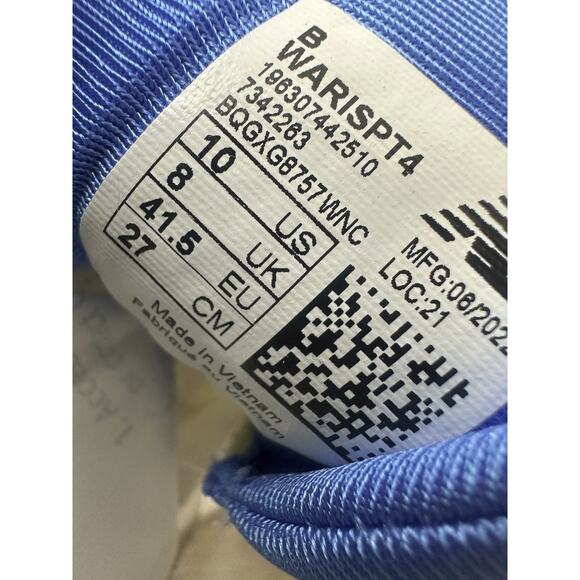 B
WARISPT4
196307442510
7342263
BQGXG8757WNC
10 US
8 UK
41.5 EU
27 CM
MFG:06/2022
LOC:21
Made in Vietnam
Fabriqué au Vietnam